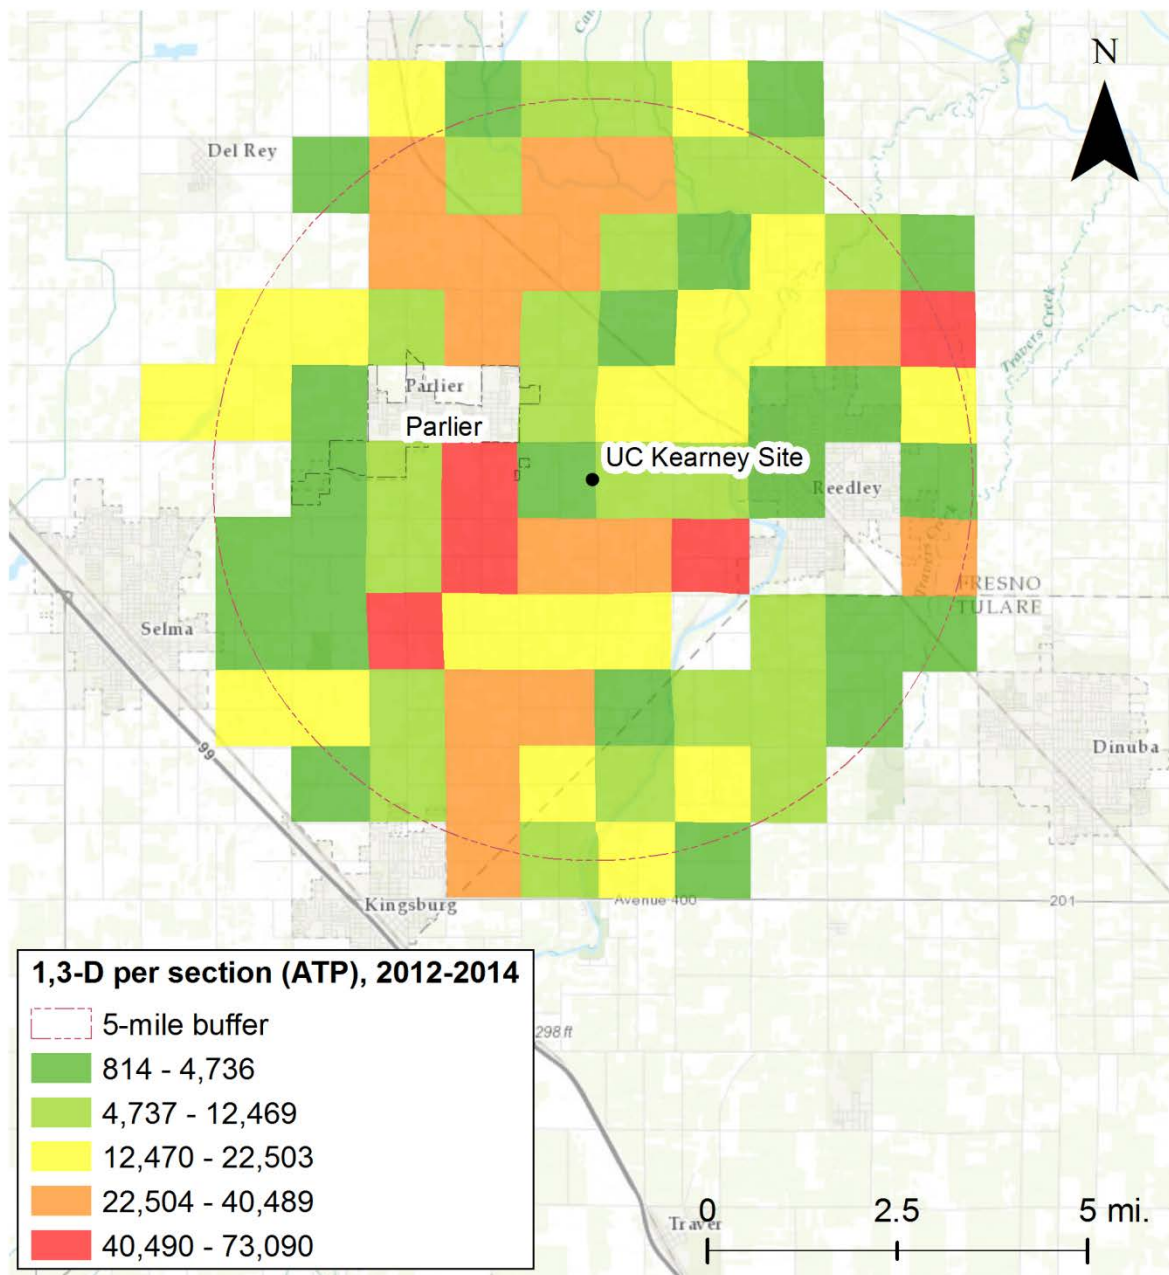 N
Del Rey
Travers Creek
Parlier
Parlier
UC Kearney Site
Reedley
Travers Creek
FRESNO
TULARE
Selma
99
Dinuba
Kingsburg
Avenue 400
201
1,3-D per section (ATP), 2012-2014
5-mile buffer
814 - 4,736
4,737 - 12,469
12,470 - 22,503
22,504 - 40,489
40,490 - 73,090
298 ft
Traver
0 2.5 5 mi.